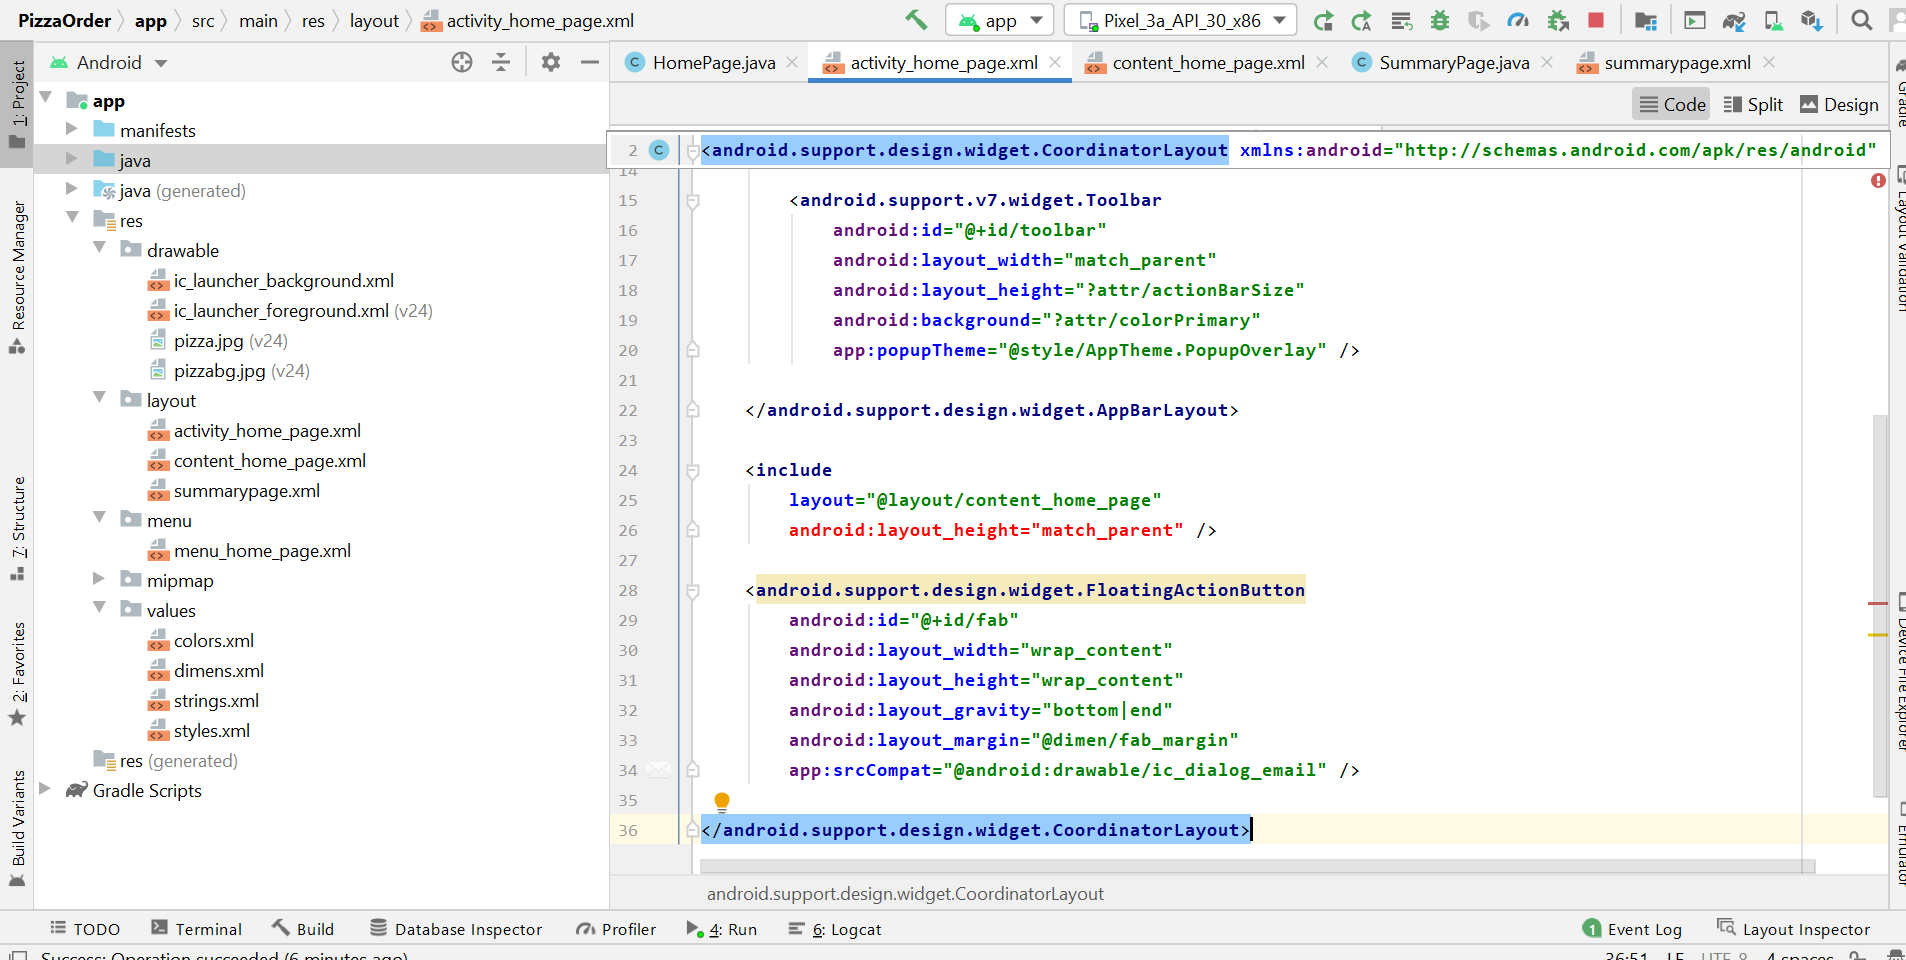 PizzaOrder app src main res layout activity_home_page.xml app Pixel_3a_API_30_x86
Android
HomePage.java activity_home_page.xml content_home_page.xml SummaryPage.java summarypage.xml
Code Split Design
1: Project
Resource Manager
7: Structure
2: Favorites
Build Variants
app
manifests
java
java (generated)
res
drawable
ic_launcher_background.xml
ic_launcher_foreground.xml (v24)
pizza.jpg (v24)
pizzabg.jpg (v24)
layout
activity_home_page.xml
content_home_page.xml
summarypage.xml
menu
menu_home_page.xml
mipmap
values
colors.xml
dimens.xml
strings.xml
styles.xml
res (generated)
Gradle Scripts
2 C <android.support.design.widget.CoordinatorLayout xmlns:android="http://schemas.android.com/apk/res/android"
14
15 <android.support.v7.widget.Toolbar
16 android:id="@+id/toolbar"
17 android:layout_width="match_parent"
18 android:layout_height="?attr/actionBarSize"
19 android:background="?attr/colorPrimary"
20 app:popupTheme="@style/AppTheme.PopupOverlay" />
21
22 </android.support.design.widget.AppBarLayout>
23
24 <include
25 layout="@layout/content_home_page"
26 android:layout_height="match_parent" />
27
28 <android.support.design.widget.FloatingActionButton
29 android:id="@+id/fab"
30 android:layout_width="wrap_content"
31 android:layout_height="wrap_content"
32 android:layout_gravity="bottom|end"
33 android:layout_margin="@dimen/fab_margin"
34 app:srcCompat="@android:drawable/ic_dialog_email" />
35
36 </android.support.design.widget.CoordinatorLayout>
android.support.design.widget.CoordinatorLayout
Gradle
Layout Validation
Device File Explorer
Emulator
TODO Terminal Build Database Inspector Profiler 4: Run 6: Logcat 1 Event Log Layout Inspector
Success: Operation succeeded (6 minutes ago) 36:51 LF UTF-8 4 spaces